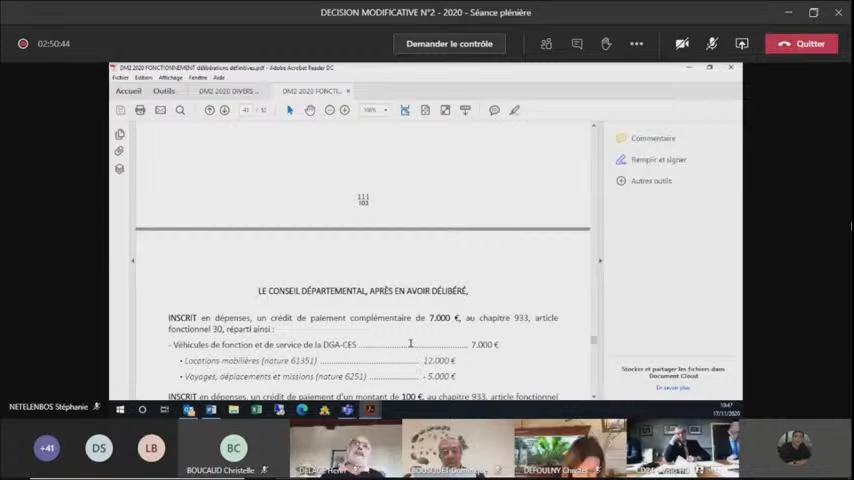 DECISION MODIFICATIVE N°2 - 2020 - Séance plénière
02:50:44
Demander le contrôle
Quitter
DM2 2020 FONCTIONNEMENT délibérations définitives.pdf - Adobe Acrobat Reader DC
Fichier Edition Affichage Fenêtre Aide
Accueil Outils DM2 2020 DIVERS... DM2 2020 FONCTI... ×
Commentaire
Remplir et signer
Autres outils
111
103
LE CONSEIL DÉPARTEMENTAL, APRÈS EN AVOIR DÉLIBÉRÉ,
INSCRIT en dépenses, un crédit de paiement complémentaire de 7.000 €, au chapitre 933, article
fonctionnel 30, réparti ainsi :
- Véhicules de fonction et de service de la DGA-CES ........................................ 7.000 €
• Locations mobilières (nature 61351) .................................... 12.000 €
• Voyages, déplacements et missions (nature 6251) .................... - 5.000 €
INSCRIT en dépenses, un crédit de paiement d'un montant de 100 €, au chapitre 933, article fonctionnel
Stocker et partager les fichiers dans
Document Cloud
En savoir plus
NETELENBOS Stéphanie
17/11/2020
+41
DS
LB
BC
BOUCAUD Christelle
DELAGE Henri
BOUSQUET Dominique
DEFOULNY Christel